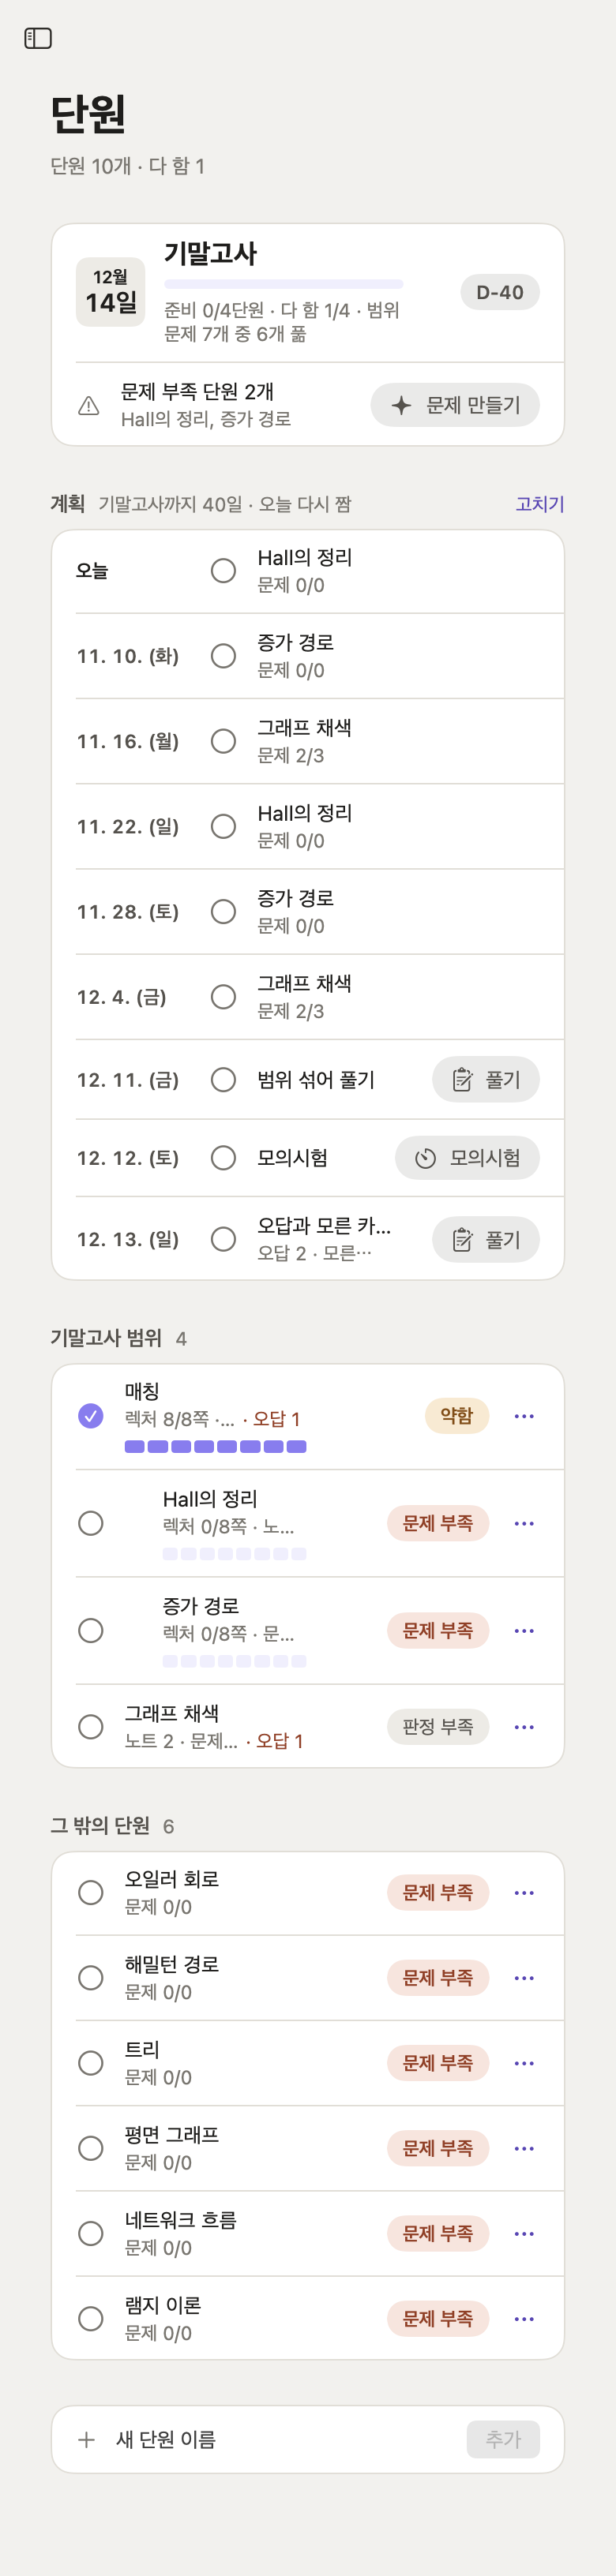 단원
단원 10개 · 다 함 1
12월
14일
기말고사
준비 0/4단원 · 다 함 1/4 · 범위
문제 7개 중 6개 풂
D-40
문제 부족 단원 2개
Hall의 정리, 증가 경로
문제 만들기
계획 기말고사까지 40일 · 오늘 다시 짬
고치기
오늘
Hall의 정리
문제 0/0
11. 10. (화)
증가 경로
문제 0/0
11. 16. (월)
그래프 채색
문제 2/3
11. 22. (일)
Hall의 정리
문제 0/0
11. 28. (토)
증가 경로
문제 0/0
12. 4. (금)
그래프 채색
문제 2/3
12. 11. (금)
범위 섞어 풀기
풀기
12. 12. (토)
모의시험
모의시험
12. 13. (일)
오답과 모른 카...
오답 2 · 모른...
풀기
기말고사 범위 4
매칭
렉처 8/8쪽 ·... · 오답 1
약함
Hall의 정리
렉처 0/8쪽 · 노...
문제 부족
증가 경로
렉처 0/8쪽 · 문...
문제 부족
그래프 채색
노트 2 · 문제... · 오답 1
판정 부족
그 밖의 단원 6
오일러 회로
문제 0/0
문제 부족
해밀턴 경로
문제 0/0
문제 부족
트리
문제 0/0
문제 부족
평면 그래프
문제 0/0
문제 부족
네트워크 흐름
문제 0/0
문제 부족
램지 이론
문제 0/0
문제 부족
새 단원 이름
추가